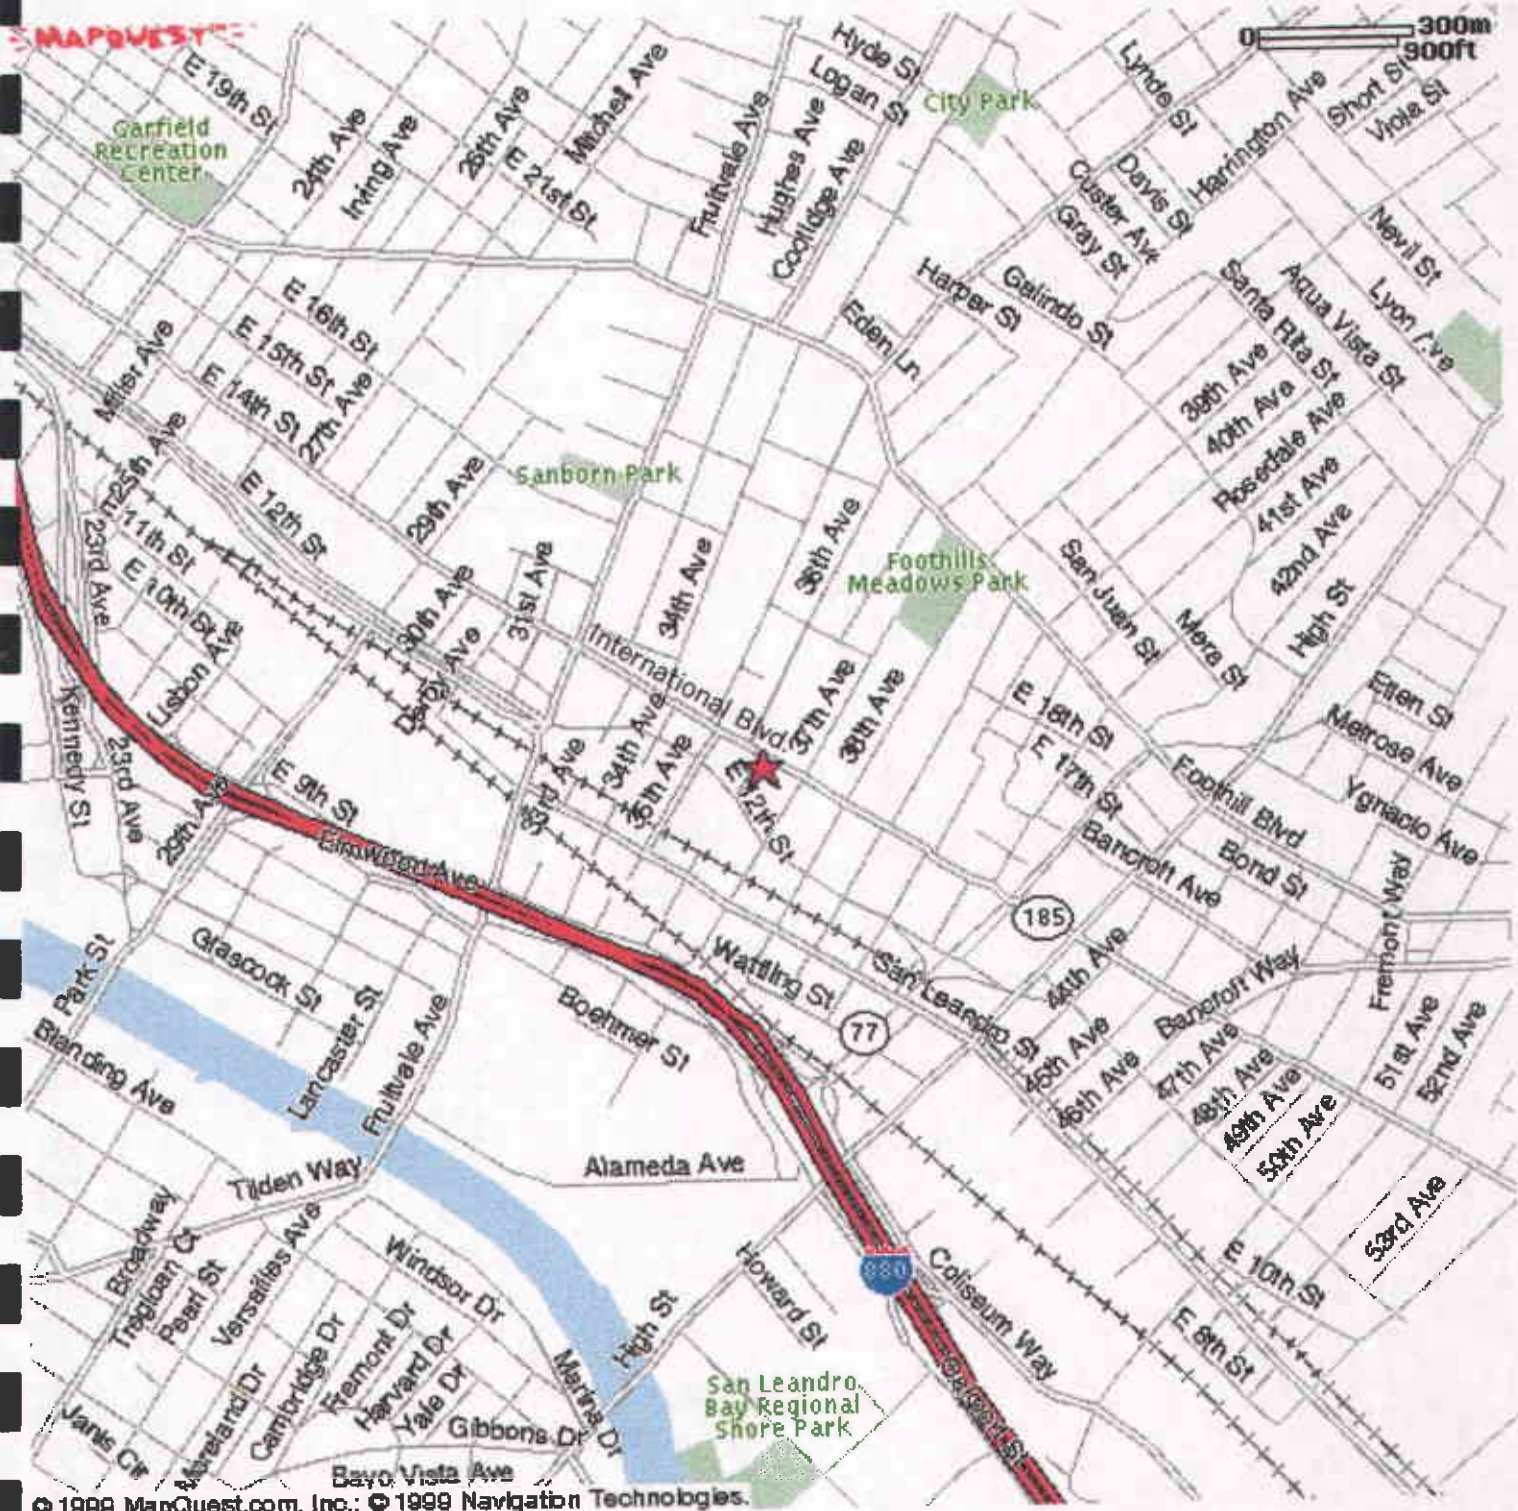 MAPQUEST
0 300m
900ft
E 19th St
Garfield
Recreation
Center
24th Ave
Irving Ave
26th Ave
E 21st St
Mitchell Ave
Fruitvale Ave
Hyde St
Logan St
Hughes Ave
Coolidge Ave
City Park
Lynde St
Harrington Ave
Short St
Viola St
Davis St
Custer Ave
Gray St
Nevil St
Harper St
Galindo St
Eden Ln
Santa Rita St
Aqua Vista St
Lyon Ave
E 16th St
E 15th St
E 14th St
27th Ave
Miller Ave
39th Ave
40th Ave
Rosedale Ave
41st Ave
42nd Ave
High St
25th Ave
E 12th St
29th Ave
Sanborn Park
36th Ave
Foothills
Meadows Park
San Juan St
Mera St
E 11th St
23rd Ave
E 10th St
Lisbon Ave
30th Ave
31st Ave
34th Ave
Derby Ave
International Blvd
37th Ave
38th Ave
E 18th St
E 17th St
Etten St
Melrose Ave
Ygnacio Ave
Foothill Blvd
Bond St
Bancroft Ave
Kennedy St
23rd Ave
29th Ave
E 9th St
Elmwood Ave
33rd Ave
34th Ave
35th Ave
E 12th St
185
Fremont Way
Park St
Glascock St
Lancaster St
Fruitvale Ave
Blanding Ave
Boehmer St
Wattling St
77
San Leandro St
44th Ave
Bancroft Way
45th Ave
46th Ave
47th Ave
48th Ave
49th Ave
50th Ave
51st Ave
52nd Ave
53rd Ave
Alameda Ave
Tilden Way
Broadway
Tregloan Ct
Pearl St
Versailles Ave
Windsor Dr
880
Howard St
High St
Coliseum Way
E 10th St
E 8th St
Cambridge Dr
Fremont Dr
Harvard Dr
Yale Dr
Marina Dr
Gibbons Dr
Janis Cir
Moreland Dr
Bayo Vista Ave
San Leandro
Bay Regional
Shore Park
© 1999 MapQuest.com, Inc.; © 1999 Navigation Technologies.